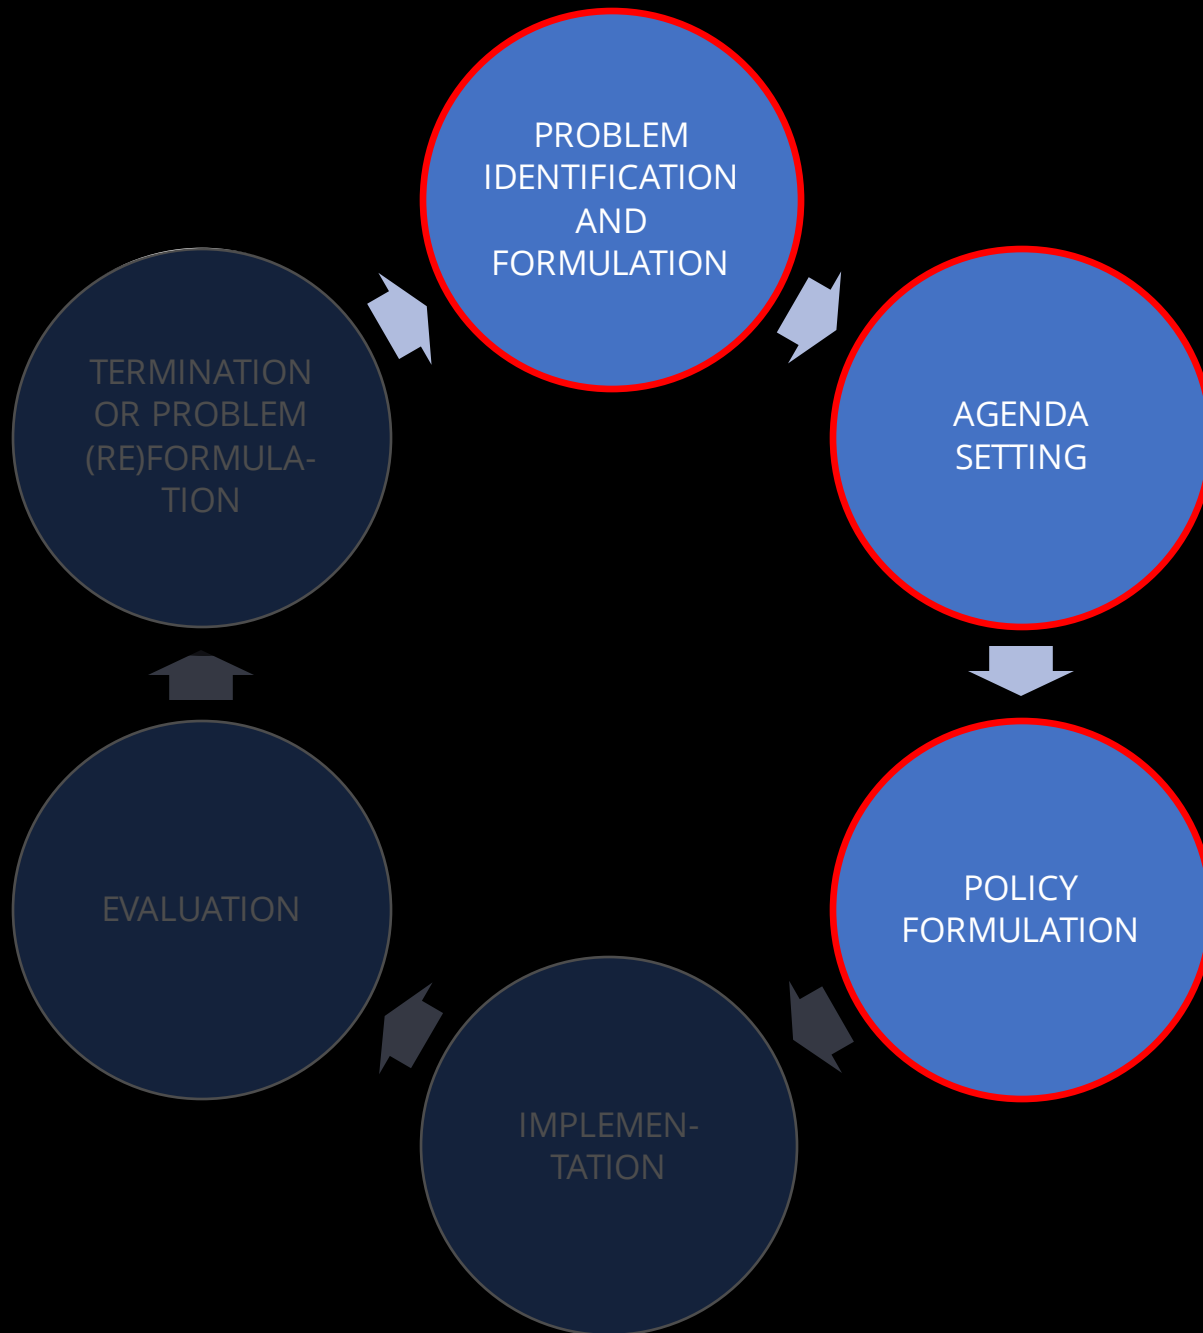 PROBLEM
IDENTIFICATION
AND
FORMULATION
AGENDA
SETTING
POLICY
FORMULATION
IMPLEMEN-
TATION
EVALUATION
TERMINATION
OR PROBLEM
(RE)FORMULA-
TION